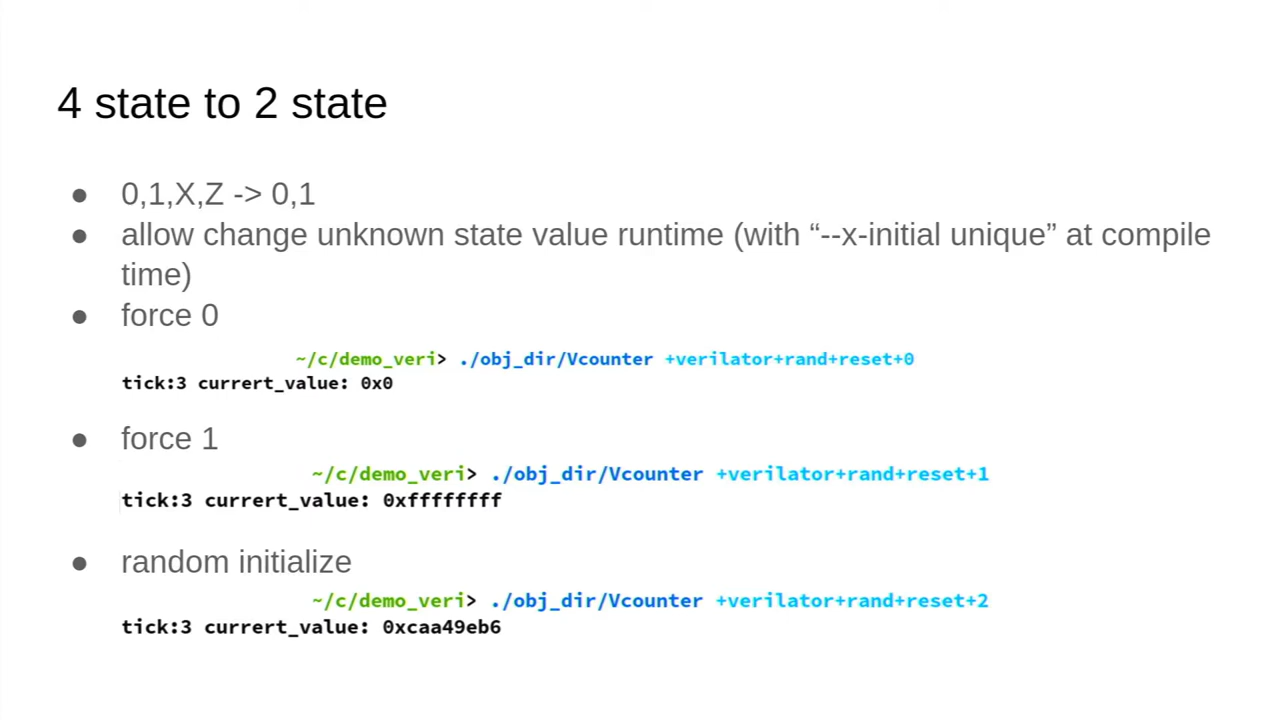 4 state to 2 state
● 0,1,X,Z -> 0,1
● allow change unknown state value runtime (with “--x-initial unique” at compile
time)
● force 0
~/c/demo_veri> ./obj_dir/Vcounter +verilator+rand+reset+0
tick:3 currert_value: 0x0
● force 1
~/c/demo_veri> ./obj_dir/Vcounter +verilator+rand+reset+1
tick:3 currert_value: 0xffffffff
● random initialize
~/c/demo_veri> ./obj_dir/Vcounter +verilator+rand+reset+2
tick:3 currert_value: 0xcaa49eb6